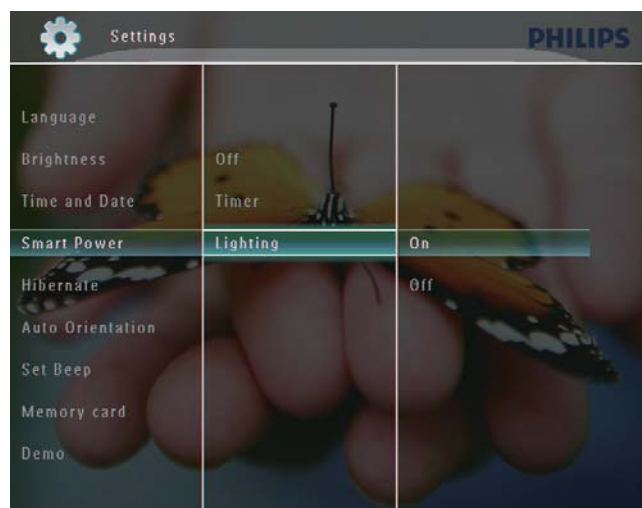 Settings
PHILIPS
Language
Brightness
Off
Time and Date
Timer
Smart Power
Lighting
On
Hibernate
Off
Auto Orientation
Set Beep
Memory card
Demo